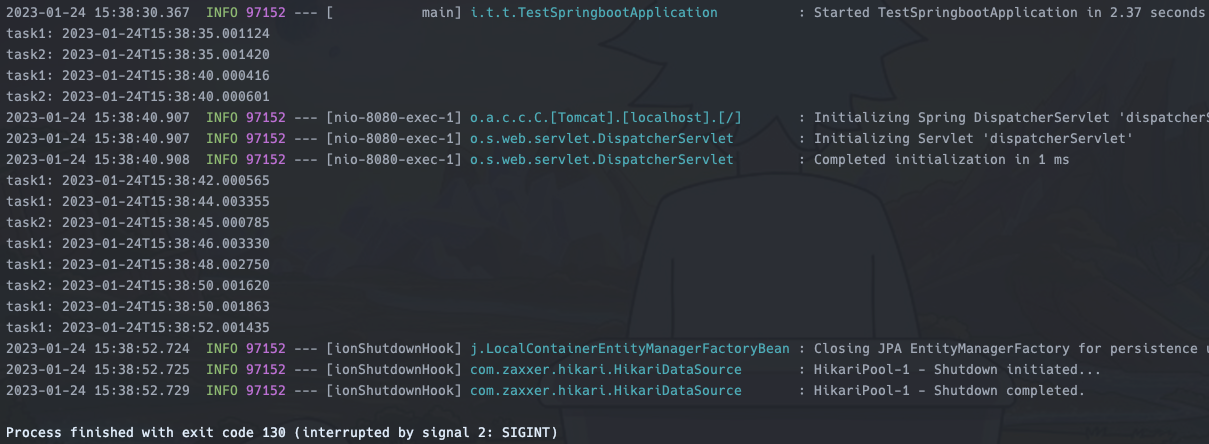 2023-01-24 15:38:30.367  INFO 97152 --- [           main] i.t.t.TestSpringbootApplication          : Started TestSpringbootApplication in 2.37 seconds
task1: 2023-01-24T15:38:35.001124
task2: 2023-01-24T15:38:35.001420
task1: 2023-01-24T15:38:40.000416
task2: 2023-01-24T15:38:40.000601
2023-01-24 15:38:40.907  INFO 97152 --- [nio-8080-exec-1] o.a.c.c.C.[Tomcat].[localhost].[/]       : Initializing Spring DispatcherServlet 'dispatcherS
2023-01-24 15:38:40.907  INFO 97152 --- [nio-8080-exec-1] o.s.web.servlet.DispatcherServlet        : Initializing Servlet 'dispatcherServlet'
2023-01-24 15:38:40.908  INFO 97152 --- [nio-8080-exec-1] o.s.web.servlet.DispatcherServlet        : Completed initialization in 1 ms
task1: 2023-01-24T15:38:42.000565
task1: 2023-01-24T15:38:44.003355
task2: 2023-01-24T15:38:45.000785
task1: 2023-01-24T15:38:46.003330
task1: 2023-01-24T15:38:48.002750
task2: 2023-01-24T15:38:50.001620
task1: 2023-01-24T15:38:50.001863
task1: 2023-01-24T15:38:52.001435
2023-01-24 15:38:52.724  INFO 97152 --- [ionShutdownHook] j.LocalContainerEntityManagerFactoryBean : Closing JPA EntityManagerFactory for persistence u
2023-01-24 15:38:52.725  INFO 97152 --- [ionShutdownHook] com.zaxxer.hikari.HikariDataSource       : HikariPool-1 - Shutdown initiated...
2023-01-24 15:38:52.729  INFO 97152 --- [ionShutdownHook] com.zaxxer.hikari.HikariDataSource       : HikariPool-1 - Shutdown completed.
Process finished with exit code 130 (interrupted by signal 2: SIGINT)